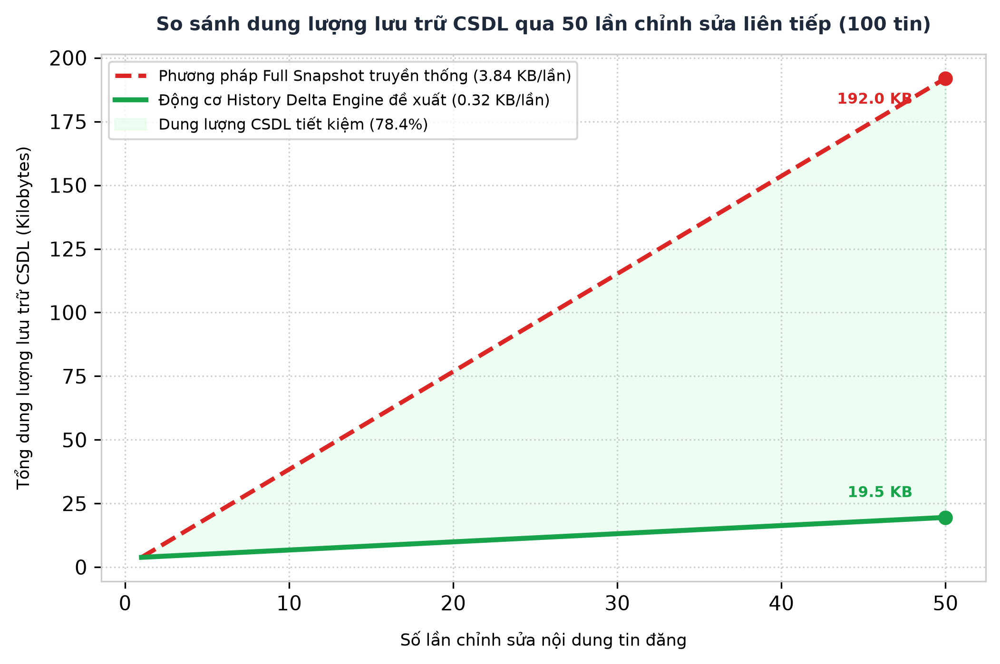 So sánh dung lượng lưu trữ CSDL qua 50 lần chỉnh sửa liên tiếp (100 tin)
Phương pháp Full Snapshot truyền thống (3.84 KB/lần)
Động cơ History Delta Engine đề xuất (0.32 KB/lần)
Dung lượng CSDL tiết kiệm (78.4%)
Tổng dung lượng lưu trữ CSDL (Kilobytes)
200
175
150
125
100
75
50
25
0
192.0 KB
19.5 KB
0 10 20 30 40 50
Số lần chỉnh sửa nội dung tin đăng